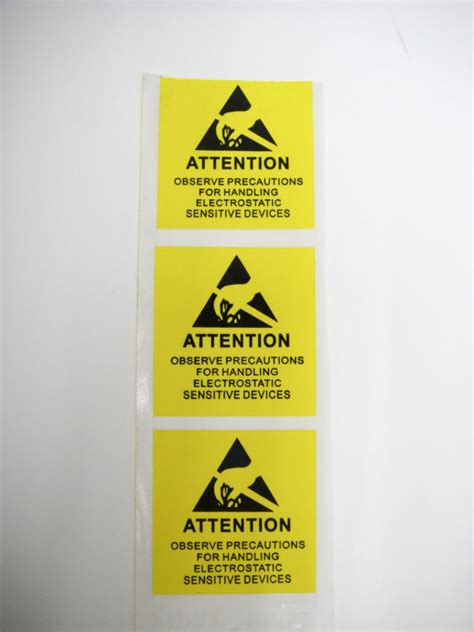 ATTENTION
OBSERVE PRECAUTIONS
FOR HANDLING
ELECTROSTATIC
SENSITIVE DEVICES
ATTENTION
OBSERVE PRECAUTIONS
FOR HANDLING
ELECTROSTATIC
SENSITIVE DEVICES
ATTENTION
OBSERVE PRECAUTIONS
FOR HANDLING
ELECTROSTATIC
SENSITIVE DEVICES